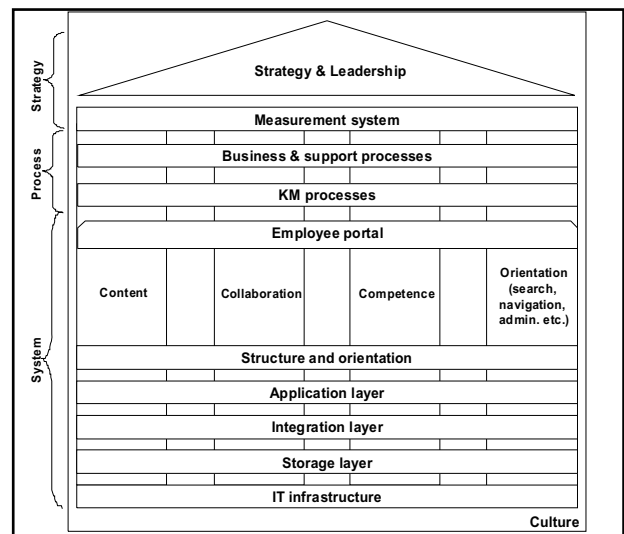 Strategy
Strategy & Leadership
Measurement system
Process
Business & support processes
KM processes
System
Employee portal
Content
Collaboration
Competence
Orientation
(search,
navigation,
admin. etc.)
Structure and orientation
Application layer
Integration layer
Storage layer
IT infrastructure
Culture